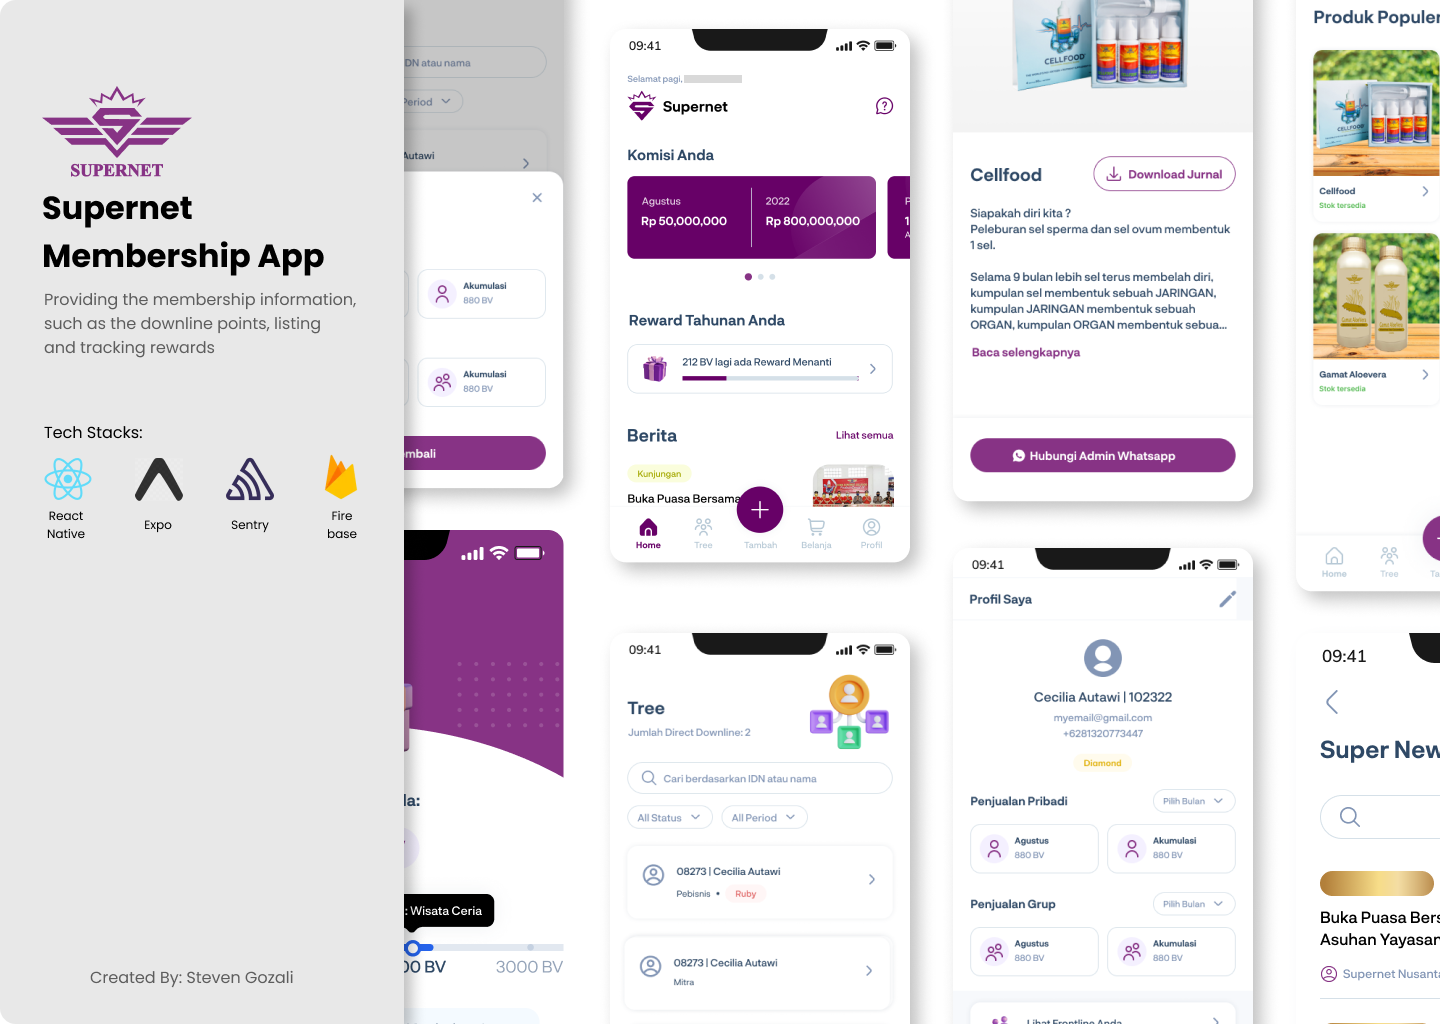 SUPERNET
Supernet
Membership App
Providing the membership information,
such as the downline points, listing
and tracking rewards
Tech Stacks:
React
Native
Expo
Sentry
Fire
base
Created By: Steven Gozali
IDN atau nama
Period
Autawi
Akumulasi
880 BV
Akumulasi
880 BV
mbali
da:
: Wisata Ceria
00 BV
3000 BV
09:41
Selamat pagi,
Supernet
Komisi Anda
Agustus
Rp 50,000,000
2022
Rp 800,000,000
Reward Tahunan Anda
212 BV lagi ada Reward Menanti
Berita
Lihat semua
Kunjungan
Buka Puasa Bersama
Home
Tree
Tambah
Belanja
Profil
09:41
Tree
Jumlah Direct Downline: 2
Cari berdasarkan IDN atau nama
All Status
All Period
08273 | Cecilia Autawi
Pebisnis • Ruby
08273 | Cecilia Autawi
Mitra
CELLFOOD
Cellfood
Download Jurnal
Siapakah diri kita ?
Peleburan sel sperma dan sel ovum membentuk
1 sel.
Selama 9 bulan lebih sel terus membelah diri,
kumpulan sel membentuk sebuah JARINGAN,
kumpulan JARINGAN membentuk sebuah
ORGAN, kumpulan ORGAN membentuk sebua...
Baca selengkapnya
Hubungi Admin Whatsapp
09:41
Profil Saya
Cecilia Autawi | 102322
myemail@gmail.com
+6281320773447
Diamond
Penjualan Pribadi
Pilih Bulan
Agustus
880 BV
Akumulasi
880 BV
Penjualan Grup
Pilih Bulan
Agustus
880 BV
Akumulasi
880 BV
Lihat Frontline Anda
Produk Populer
CELLFOOD
Cellfood
Stok tersedia
Gamat Aloevera
Stok tersedia
Home
Tree
Ta
09:41
Super New
Buka Puasa Bers
Asuhan Yayasan
Supernet Nusanta